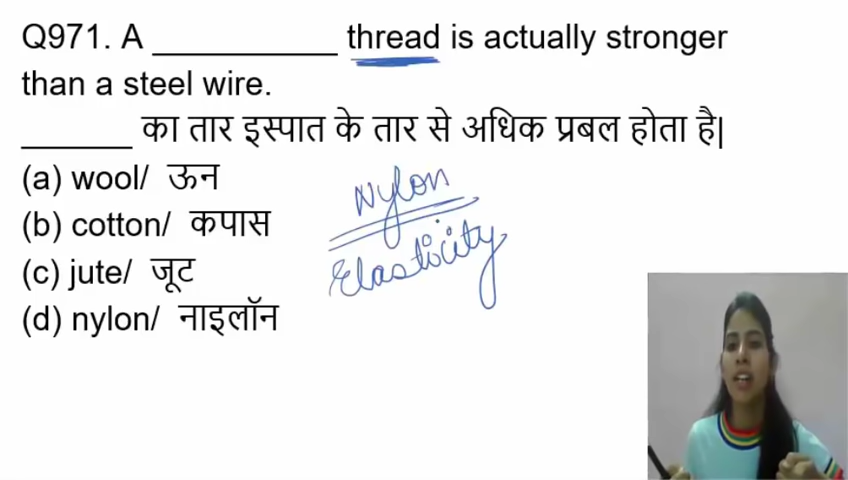 Q971. A ___________ thread is actually stronger
than a steel wire.
______ का तार इस्पात के तार से अधिक प्रबल होता है|
(a) wool/ ऊन
(b) cotton/ कपास
(c) jute/ जूट
(d) nylon/ नाइलॉन
Nylon
Elasticity